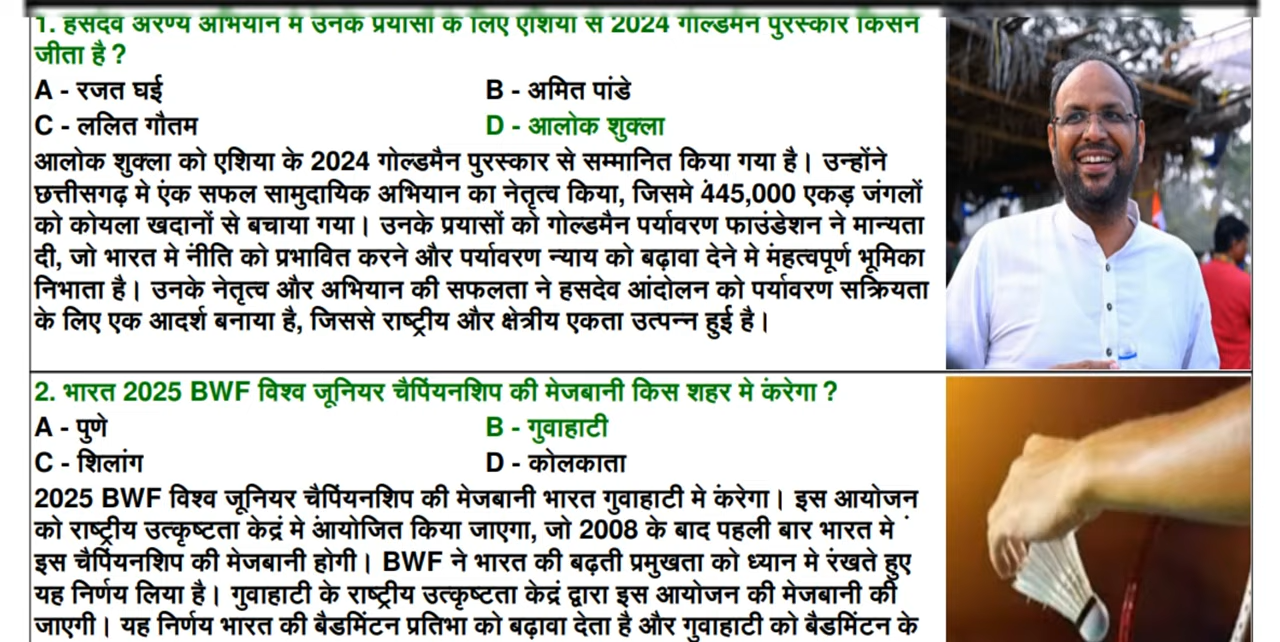 1. हसदेव अरण्य अभियान में उनके प्रयासों के लिए एशिया से 2024 गोल्डमैन पुरस्कार किसने
जीता है ?
A - रजत घई
B - अमित पांडे
C - ललित गौतम
D - आलोक शुक्ला
आलोक शुक्ला को एशिया के 2024 गोल्डमैन पुरस्कार से सम्मानित किया गया है। उन्होंने
छत्तीसगढ़ मे एंक सफल सामुदायिक अभियान का नेतृत्व किया, जिसमे 4ं45,000 एकड़ जंगलों
को कोयला खदानों से बचाया गया। उनके प्रयासों को गोल्डमैन पर्यावरण फाउंडेशन ने मान्यता
दी, जो भारत मे नींति को प्रभावित करने और पर्यावरण न्याय को बढ़ावा देने मे मंहत्वपूर्ण भूमिका
निभाता है। उनके नेतृत्व और अभियान की सफलता ने हसदेव आंदोलन को पर्यावरण सक्रियता
के लिए एक आदर्श बनाया है, जिससे राष्ट्रीय और क्षेत्रीय एकता उत्पन्न हुई है।
2. भारत 2025 BWF विश्व जूनियर चैपिंयनशिप की मेजबानी किस शहर मे कंरेगा ?
A - पुणे
B - गुवाहाटी
C - शिलांग
D - कोलकाता
2025 BWF विश्व जूनियर चैपिंयनशिप की मेजबानी भारत गुवाहाटी मे कंरेगा। इस आयोजन
को राष्ट्रीय उत्कृष्टता केद्रं मे आंयोजित किया जाएगा, जो 2008 के बाद पहली बार भारत मे ं
इस चैपिंयनशिप की मेजबानी होगी। BWF ने भारत की बढ़ती प्रमुखता को ध्यान मे रंखते हुए
यह निर्णय लिया है। गुवाहाटी के राष्ट्रीय उत्कृष्टता केद्रं द्वारा इस आयोजन की मेजबानी की
जाएगी। यह निर्णय भारत की बैडमिंटन प्रतिभा को बढ़ावा देता है और गुवाहाटी को बैडमिंटन के